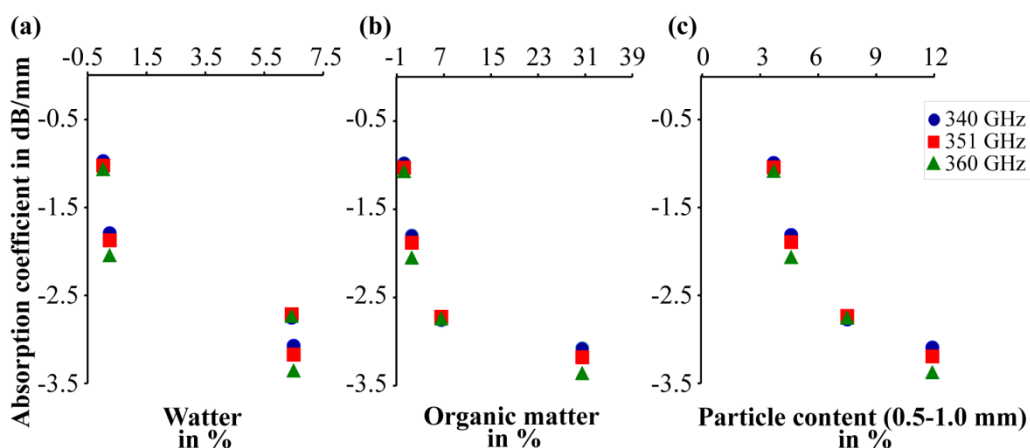 (a)
-0.5 1.5 3.5 5.5 7.5
Absorption coefficient in dB/mm
-0.5
-1.5
-2.5
-3.5
Watter
in %
(b)
-1 7 15 23 31 39
-0.5
-1.5
-2.5
-3.5
Organic matter
in %
(c)
0 3 6 9 12
-0.5
-1.5
-2.5
-3.5
340 GHz
351 GHz
360 GHz
Particle content (0.5-1.0 mm)
in %